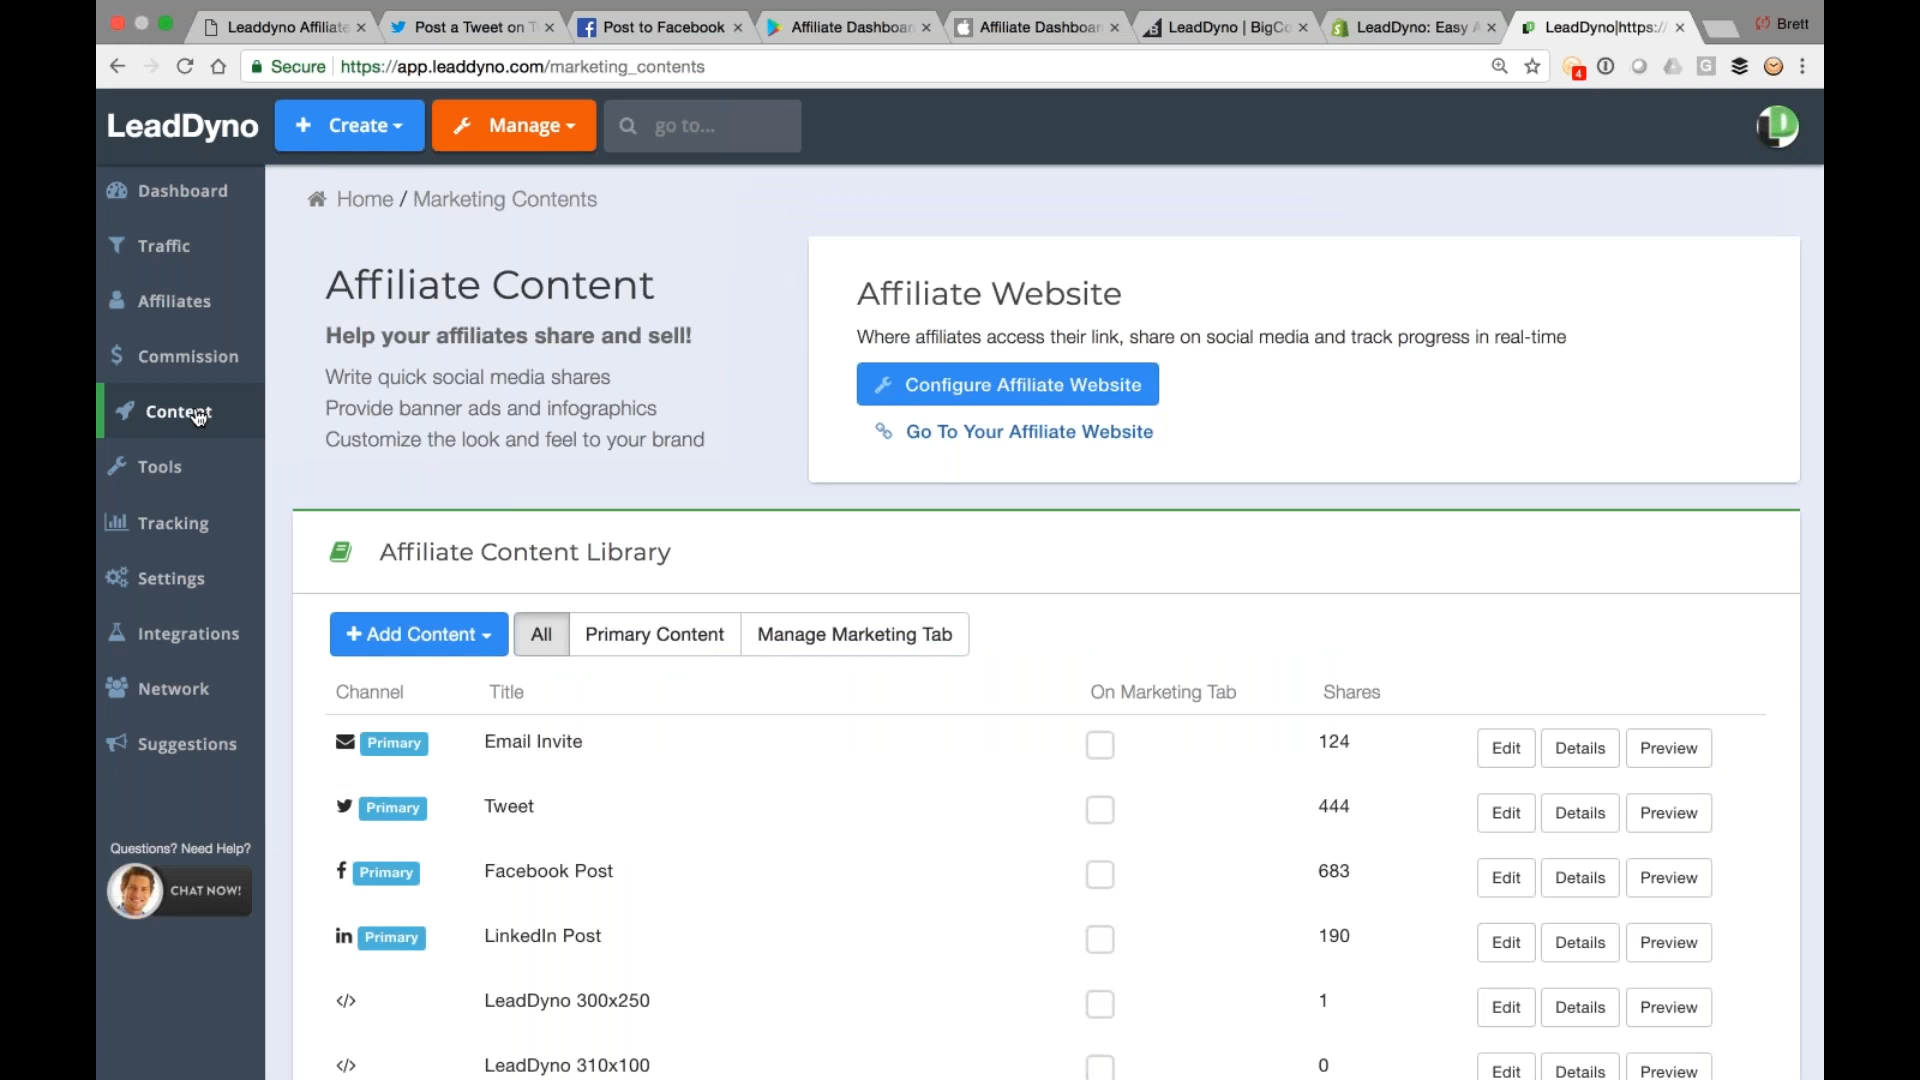 Leaddyno Affiliate
Post a Tweet on T
Post to Facebook
Affiliate Dashboar
Affiliate Dashboar
LeadDyno | BigCo
LeadDyno: Easy A
LeadDyno|https://
Brett
Secure https://app.leaddyno.com/marketing_contents
4
G
LeadDyno
+ Create
Manage
go to...
Dashboard
Traffic
Affiliates
Commission
Content
Tools
Tracking
Settings
Integrations
Network
Suggestions
Questions? Need Help?
CHAT NOW!
Home / Marketing Contents
Affiliate Content
Help your affiliates share and sell!
Write quick social media shares
Provide banner ads and infographics
Customize the look and feel to your brand
Affiliate Website
Where affiliates access their link, share on social media and track progress in real-time
Configure Affiliate Website
Go To Your Affiliate Website
Affiliate Content Library
+ Add Content All Primary Content Manage Marketing Tab
Channel Title On Marketing Tab Shares
Primary Email Invite 124 Edit Details Preview
Primary Tweet 444 Edit Details Preview
Primary Facebook Post 683 Edit Details Preview
Primary LinkedIn Post 190 Edit Details Preview
</> LeadDyno 300x250 1 Edit Details Preview
</> LeadDyno 310x100 0 Edit Details Preview